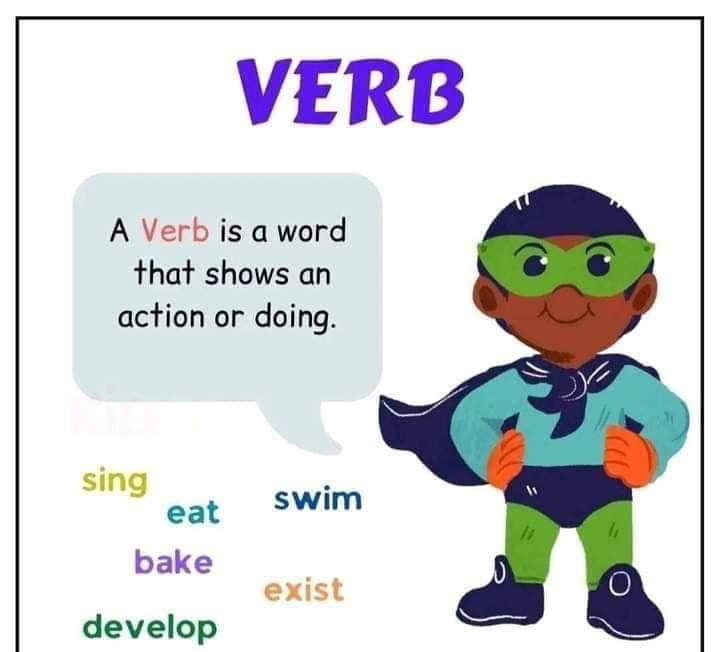 VERB
A Verb is a word
that shows an
action or doing.
sing
eat
swim
bake
exist
develop